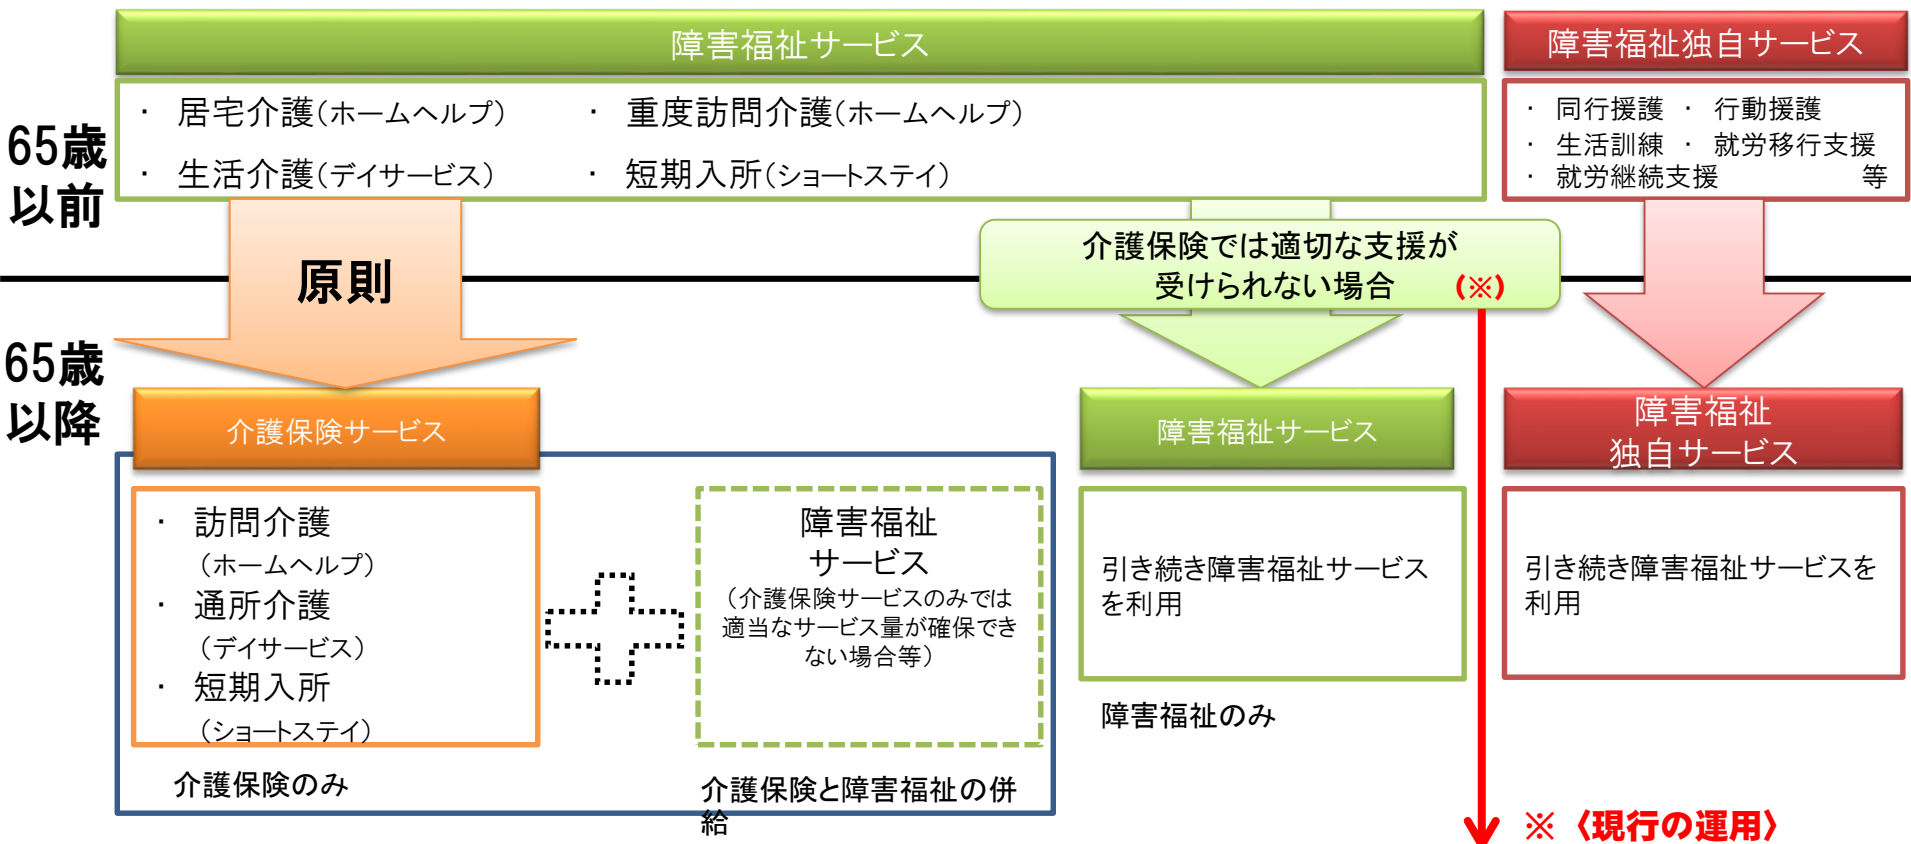 障害福祉サービス
障害福祉独自サービス
65歳
以前
・ 居宅介護(ホームヘルプ) ・ 重度訪問介護(ホームヘルプ)
・ 生活介護(デイサービス) ・ 短期入所(ショートステイ)
・ 同行援護 ・ 行動援護
・ 生活訓練 ・ 就労移行支援
・ 就労継続支援 等
原則
介護保険では適切な支援が
受けられない場合 (※)
65歳
以降
介護保険サービス
・ 訪問介護
(ホームヘルプ)
・ 通所介護
(デイサービス)
・ 短期入所
(ショートステイ)
介護保険のみ
障害福祉
サービス
(介護保険サービスのみでは
適当なサービス量が確保でき
ない場合等)
介護保険と障害福祉の併
給
障害福祉サービス
引き続き障害福祉サービス
を利用
障害福祉のみ
障害福祉
独自サービス
引き続き障害福祉サービスを
利用
※〈現行の運用〉